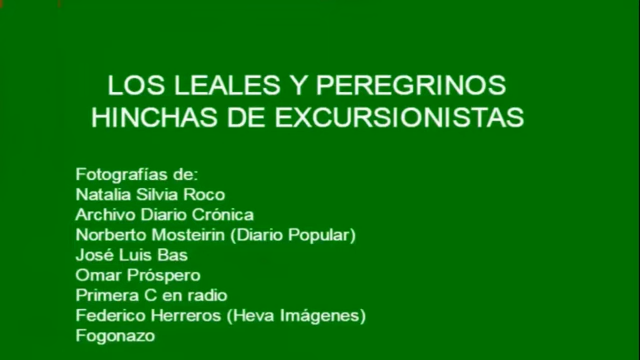 LOS LEALES Y PEREGRINOS
HINCHAS DE EXCURSIONISTAS
Fotografías de:
Natalia Silvia Roco
Archivo Diario Crónica
Norberto Mosteirin (Diario Popular)
José Luis Bas
Omar Próspero
Primera C en radio
Federico Herreros (Heva Imágenes)
Fogonazo